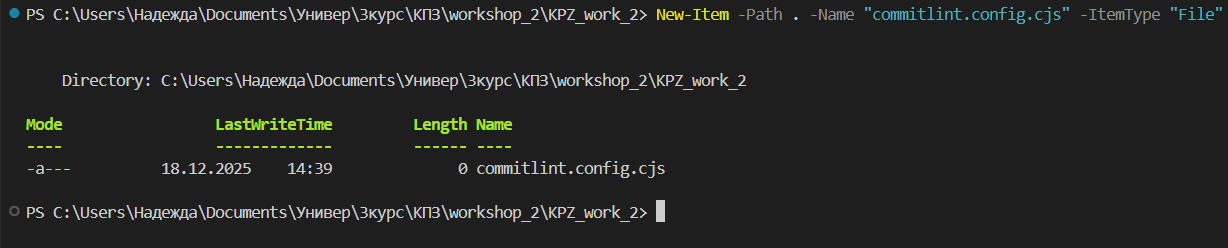 PS C:\Users\Надежда\Documents\Универ\3курс\КПЗ\workshop_2\KPZ_work_2> New-Item -Path . -Name "commitlint.config.cjs" -ItemType "File"
Directory: C:\Users\Надежда\Documents\Универ\3курс\КПЗ\workshop_2\KPZ_work_2
Mode LastWriteTime Length Name
---- ------------- ------ ----
-a--- 18.12.2025 14:39 0 commitlint.config.cjs
PS C:\Users\Надежда\Documents\Универ\3курс\КПЗ\workshop_2\KPZ_work_2>